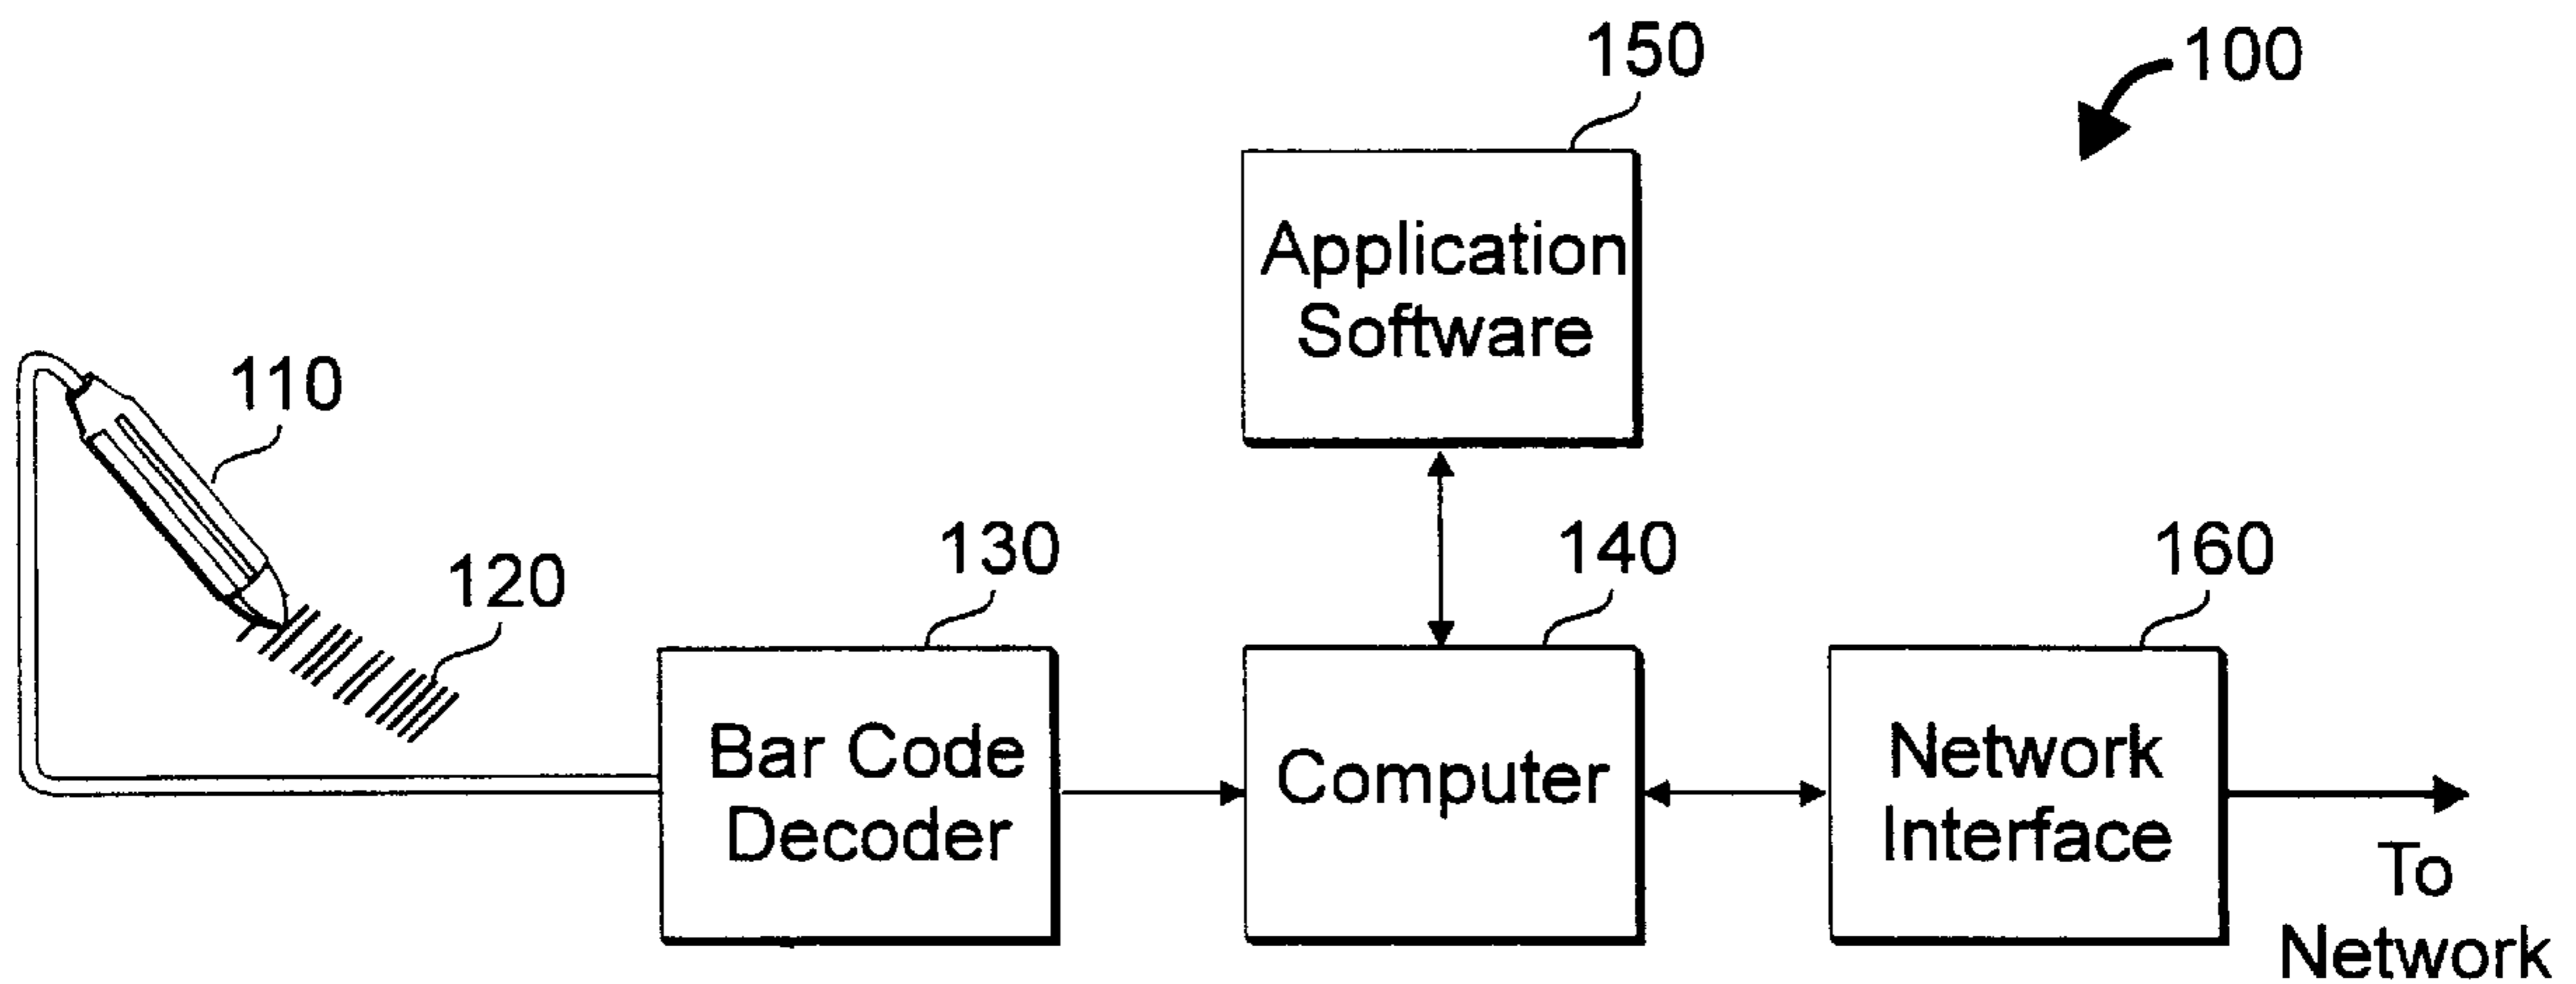 150
100
Application
Software
110
120
130
140
160
Bar Code
Decoder
Computer
Network
Interface
To
Network